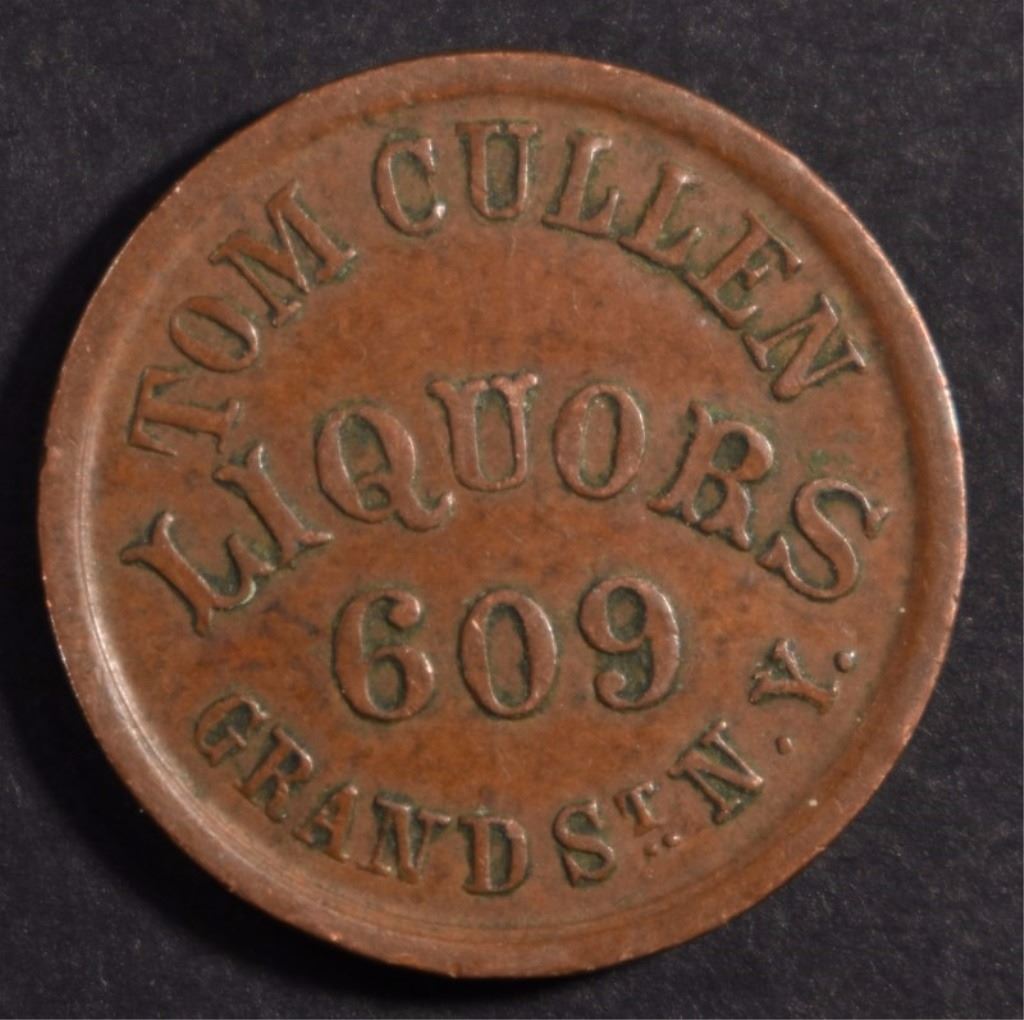 TOM CULLEN
LIQUORS
609
GRAND ST. N.Y.